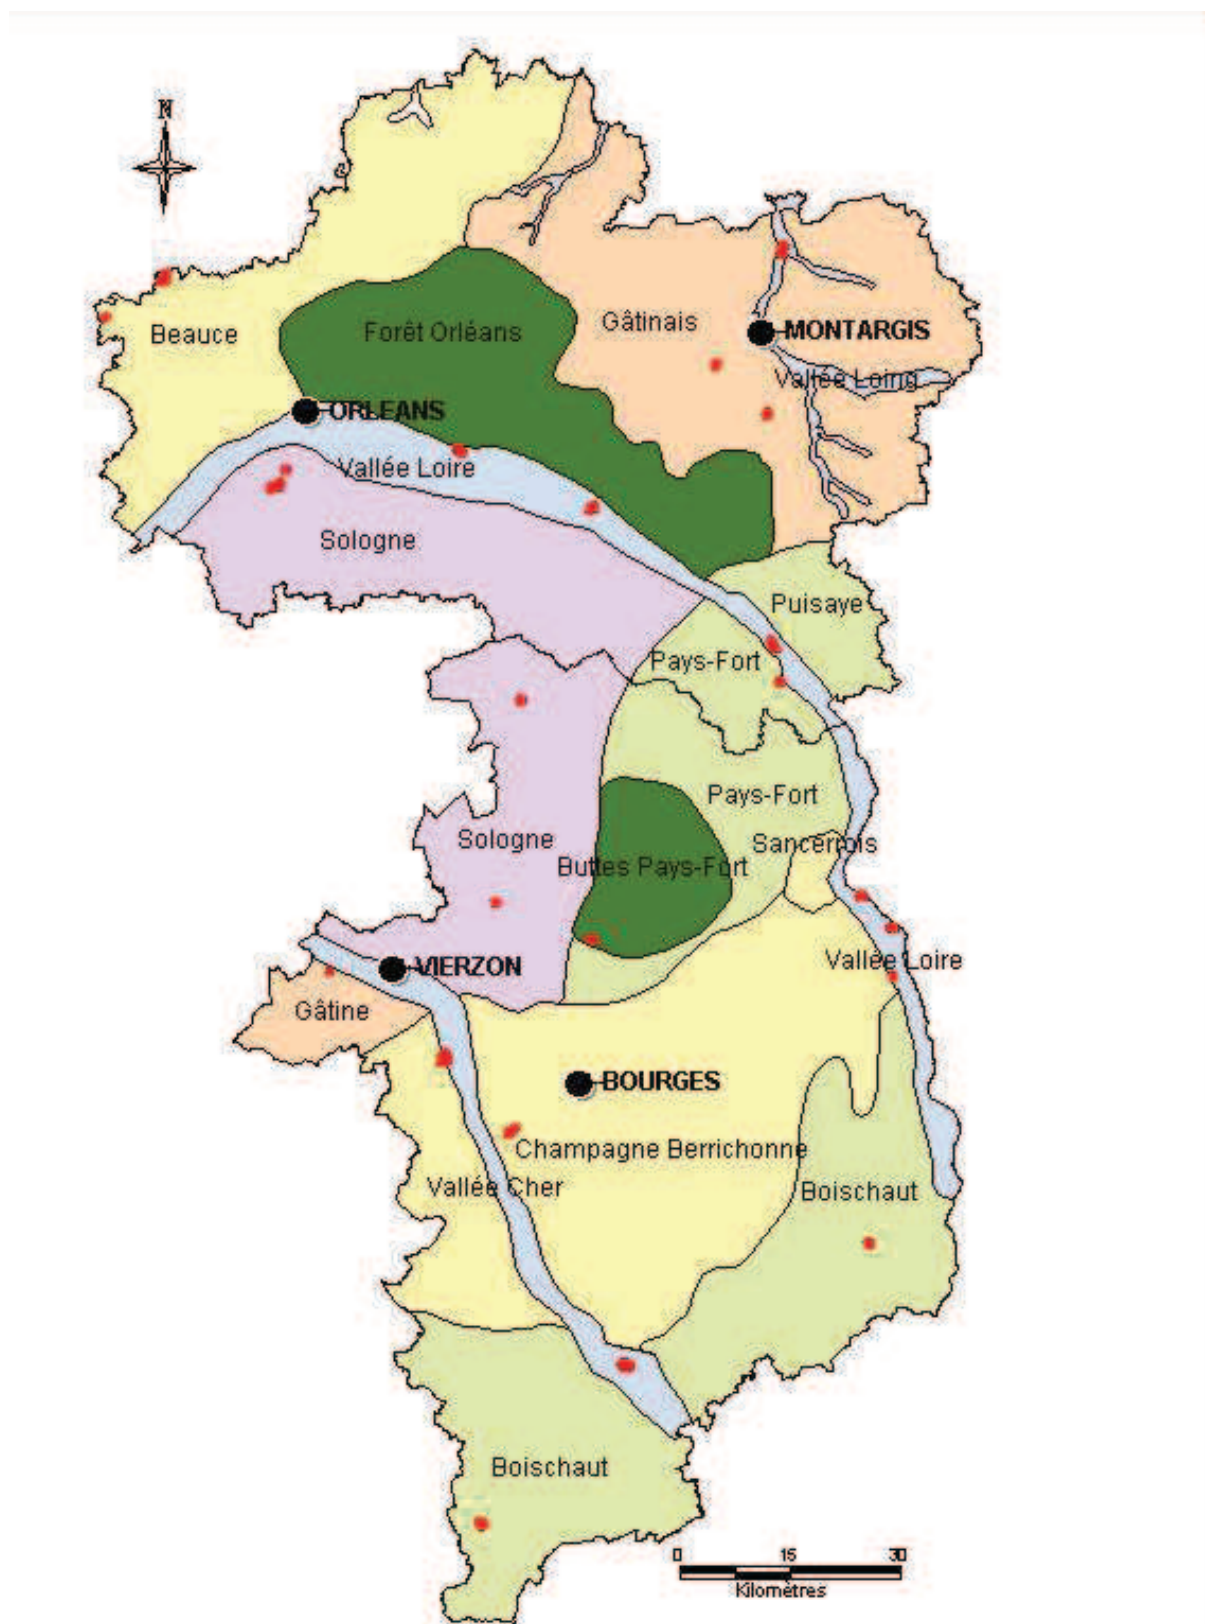 N
Gâtinais
Forêt Orléans
Beauce
MONTARGIS
Vallée Loing
ORLEANS
Vallée Loire
Sologne
Puisaye
Pays-Fort
Pays-Fort
Sologne
Sancerrois
Buttes Pays-Fort
Vallée Loire
VIERZON
Gâtine
BOURGES
Champagne Berrichonne
Vallée Cher
Boischaut
Boischaut
0 15 30
Kilomètres